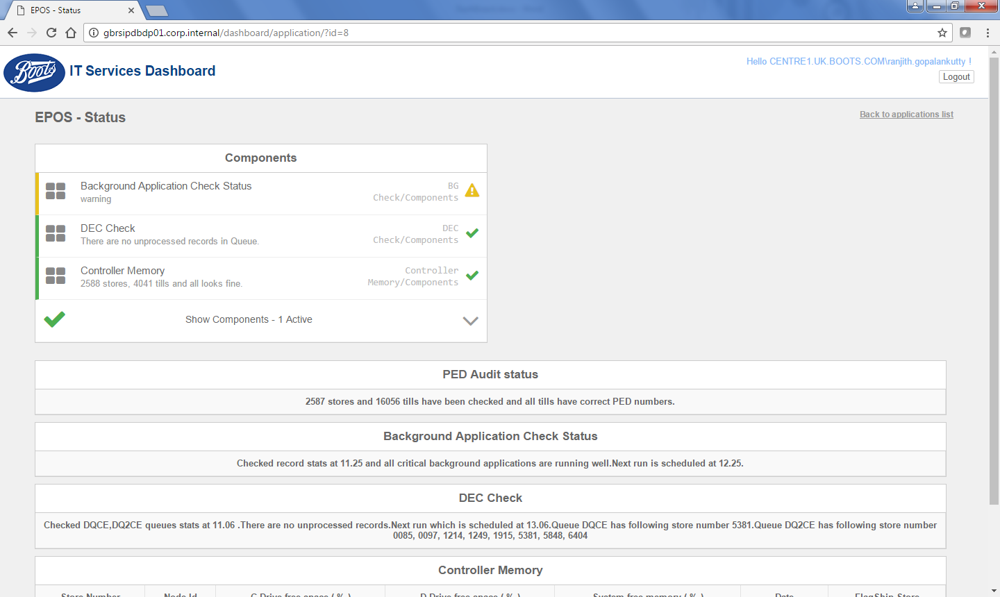 EPOS - Status
gbrsipdbdp01.corp.internal/dashboard/application/?id=8
Boots
IT Services Dashboard
Hello CENTRE1.UK.BOOTS.COM\ranjith.gopalankutty !
Logout
EPOS - Status
Back to applications list
Components
Background Application Check Status
warning
BG
Check/Components
DEC Check
There are no unprocessed records in Queue.
DEC
Check/Components
Controller Memory
2588 stores, 4041 tills and all looks fine.
Controller
Memory/Components
Show Components - 1 Active
PED Audit status
2587 stores and 16056 tills have been checked and all tills have correct PED numbers.
Background Application Check Status
Checked record stats at 11.25 and all critical background applications are running well.Next run is scheduled at 12.25.
DEC Check
Checked DQCE,DQ2CE queues stats at 11.06 .There are no unprocessed records.Next run which is scheduled at 13.06.Queue DQCE has following store number 5381.Queue DQ2CE has following store number
0085, 0097, 1214, 1249, 1915, 5381, 5848, 6404
Controller Memory
Store Number Node Id C Drive free space ( % ) D Drive free space ( % ) System free memory ( % ) Date FlagShip Store